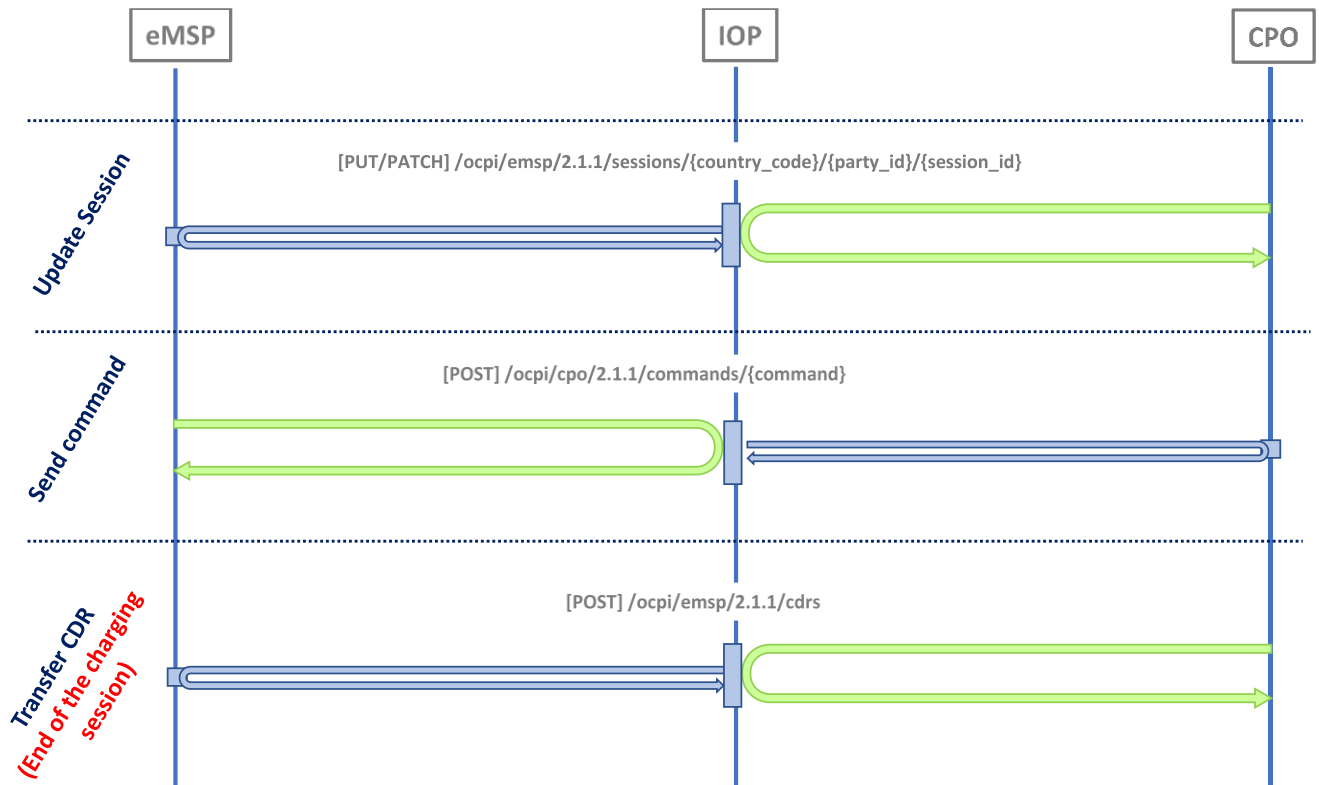 eMSP
IOP
CPO
Update Session
[PUT/PATCH] /ocpi/emsp/2.1.1/sessions/{country_code}/{party_id}/{session_id}
Send command
[POST] /ocpi/cpo/2.1.1/commands/{command}
Transfer CDR
(End of the charging
session)
[POST] /ocpi/emsp/2.1.1/cdrs